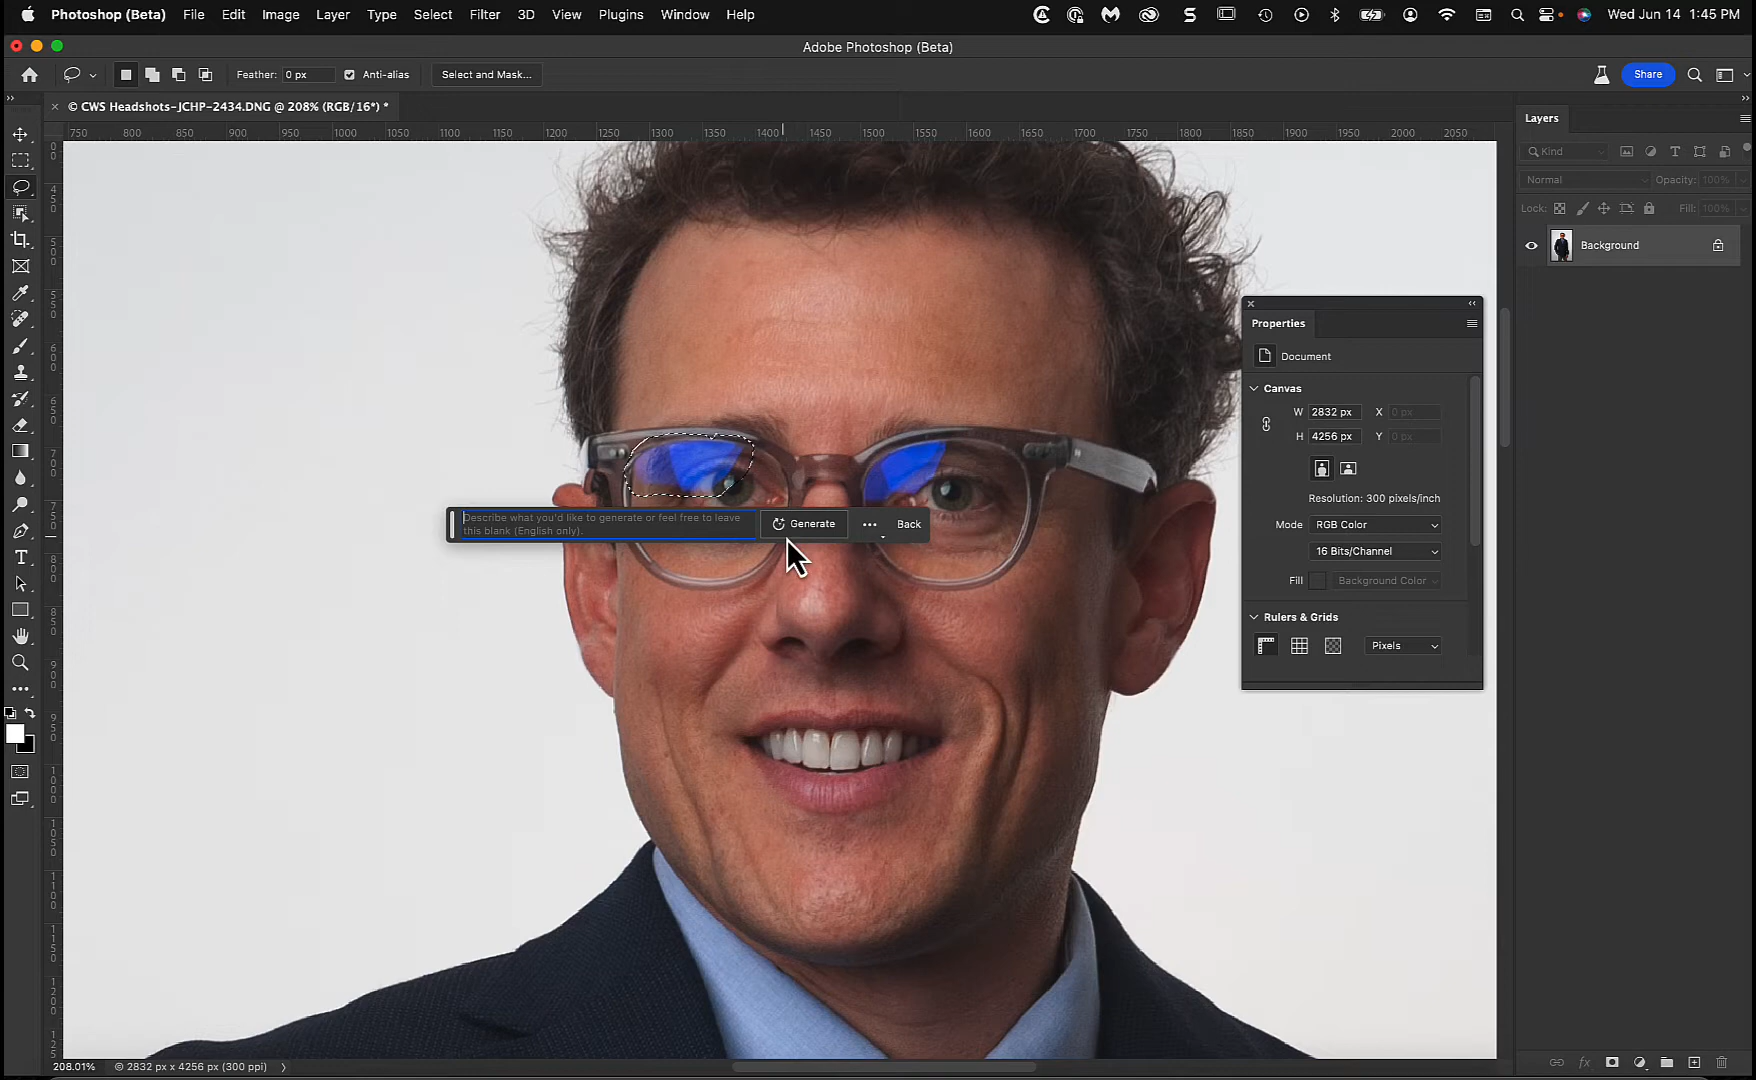 Photoshop (Beta) File Edit Image Layer Type Select Filter 3D View Plugins Window Help Wed Jun 14 1:45 PM
Adobe Photoshop (Beta)
Feather: 0 px Anti-alias Select and Mask... Share
× © CWS Headshots-JCHP-2434.DNG @ 208% (RGB/16*) *
Layers
750 800 850 900 950 1000 1050 1100 1150 1200 1250 1300 1350 1400 1450 1500 1550 1600 1650 1700 1750 1800 1850 1900 1950 2000 2050
Kind
Normal Opacity: 100%
Lock: Fill: 100%
Background
Properties
Document
Canvas
W 2832 px X 0 px
H 4256 px Y 0 px
Resolution: 300 pixels/inch
Mode RGB Color
16 Bits/Channel
Fill Background Color
Rulers & Grids
Pixels
Describe what you'd like to generate or feel free to leave
this blank (English only).
Generate ... Back
208.01% © 2832 px x 4256 px (300 ppi)